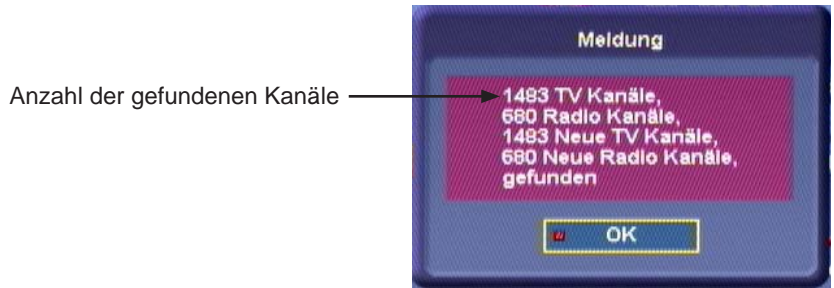 Meldung
Anzahl der gefundenen Kanäle
1483 TV Kanäle,
680 Radio Kanäle,
1483 Neue TV Kanäle,
680 Neue Radio Kanäle,
gefunden
OK